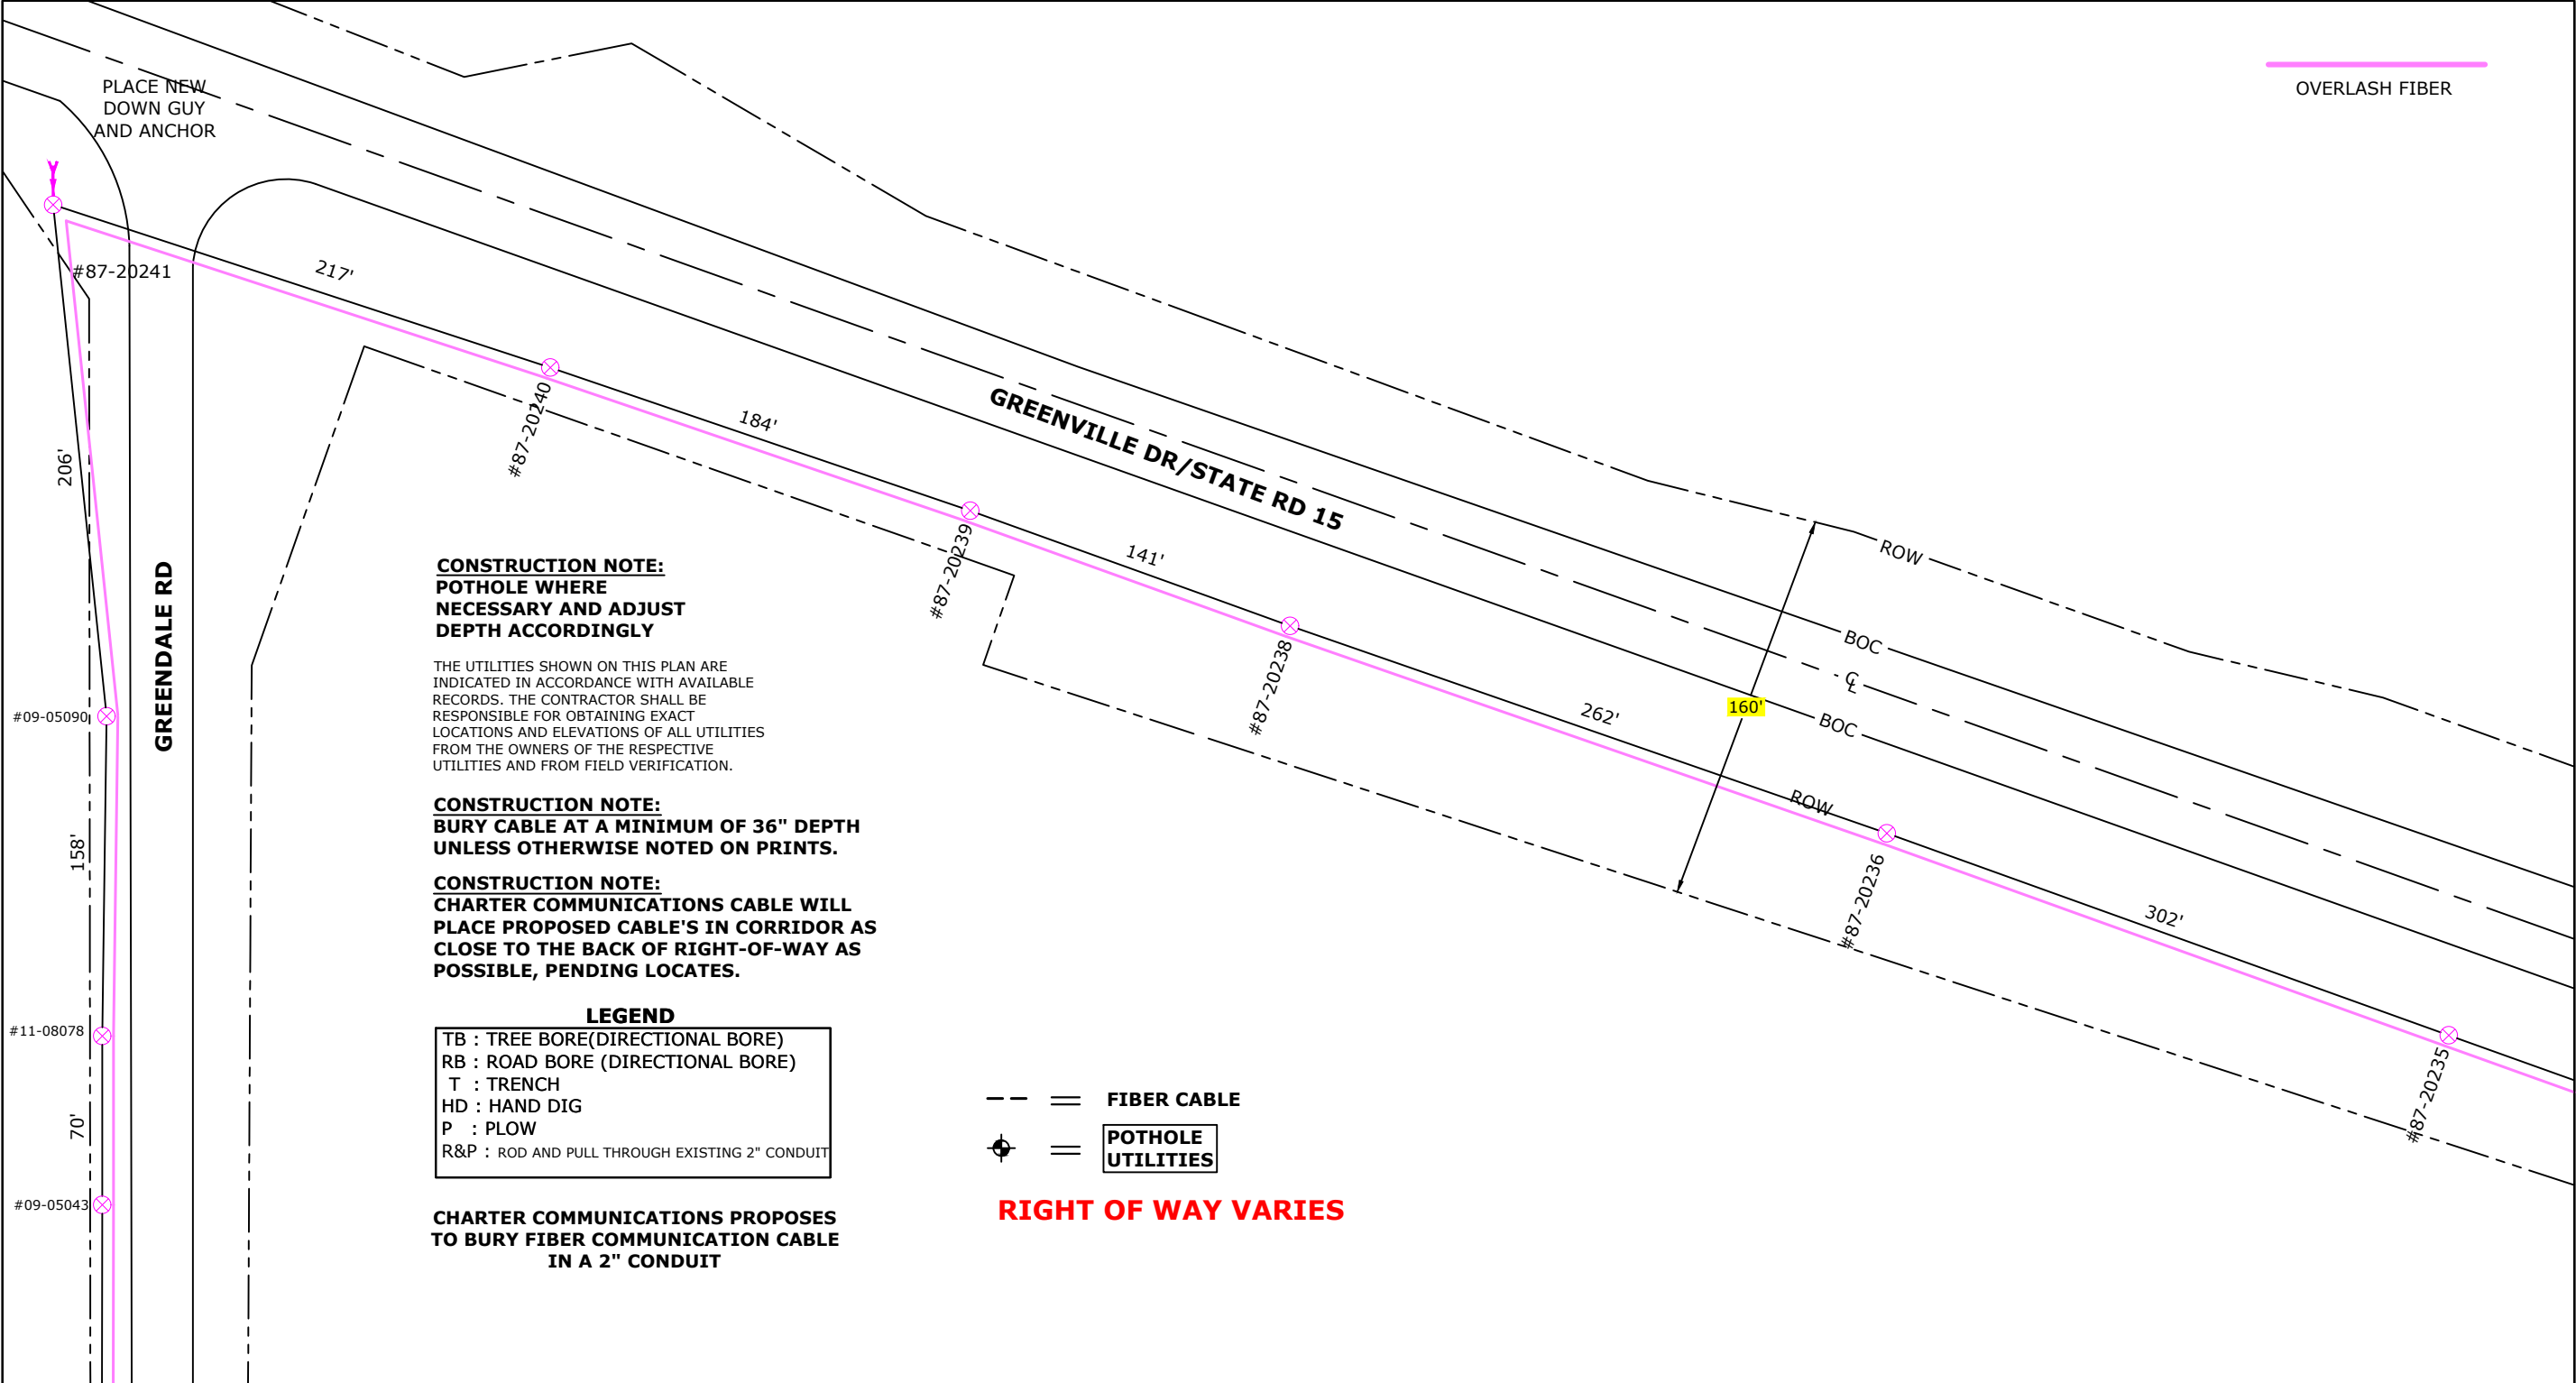 PLACE NEW
DOWN GUY
AND ANCHOR
OVERLASH FIBER
#87-20241
217'
#87-20240
184'
#87-20239
141'
#87-20238
262'
#87-20236
302'
#87-20235
GREENVILLE DR/STATE RD 15
ROW
BOC
CL
BOC
ROW
160'
206'
#09-05090
GREENDALE RD
158'
#11-08078
70'
#09-05043
CONSTRUCTION NOTE:
POTHOLE WHERE
NECESSARY AND ADJUST
DEPTH ACCORDINGLY
THE UTILITIES SHOWN ON THIS PLAN ARE
INDICATED IN ACCORDANCE WITH AVAILABLE
RECORDS. THE CONTRACTOR SHALL BE
RESPONSIBLE FOR OBTAINING EXACT
LOCATIONS AND ELEVATIONS OF ALL UTILITIES
FROM THE OWNERS OF THE RESPECTIVE
UTILITIES AND FROM FIELD VERIFICATION.
CONSTRUCTION NOTE:
BURY CABLE AT A MINIMUM OF 36" DEPTH
UNLESS OTHERWISE NOTED ON PRINTS.
CONSTRUCTION NOTE:
CHARTER COMMUNICATIONS CABLE WILL
PLACE PROPOSED CABLE'S IN CORRIDOR AS
CLOSE TO THE BACK OF RIGHT-OF-WAY AS
POSSIBLE, PENDING LOCATES.
LEGEND
TB : TREE BORE(DIRECTIONAL BORE)
RB : ROAD BORE (DIRECTIONAL BORE)
T : TRENCH
HD : HAND DIG
P : PLOW
R&P : ROD AND PULL THROUGH EXISTING 2" CONDUIT
CHARTER COMMUNICATIONS PROPOSES
TO BURY FIBER COMMUNICATION CABLE
IN A 2" CONDUIT
FIBER CABLE
POTHOLE
UTILITIES
RIGHT OF WAY VARIES